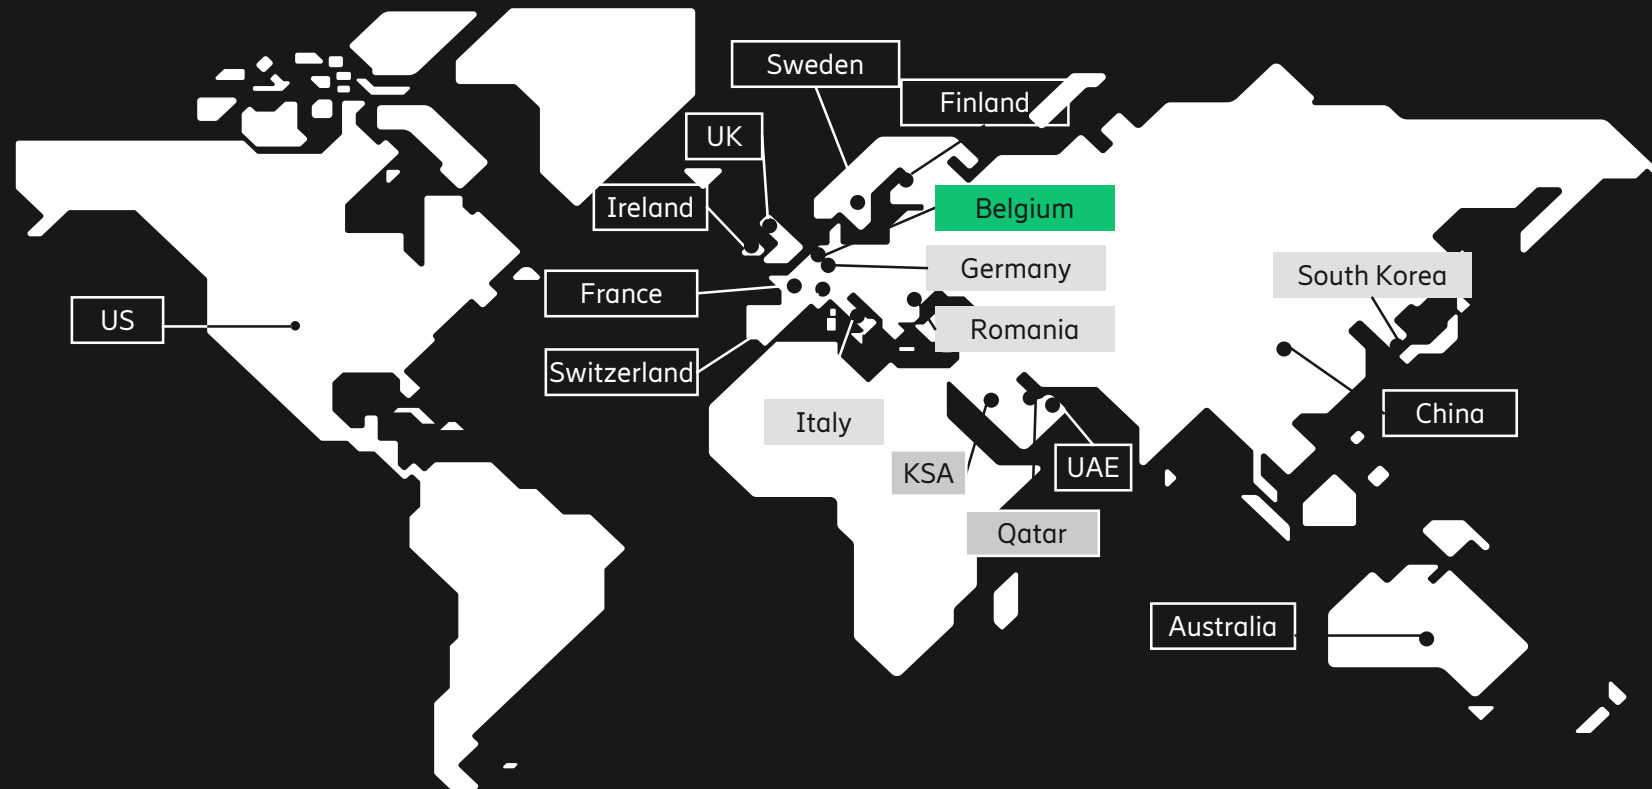 Sweden
Finland
UK
Ireland
Belgium
Germany
South Korea
France
US
Romania
Switzerland
Italy
China
KSA
UAE
Qatar
Australia